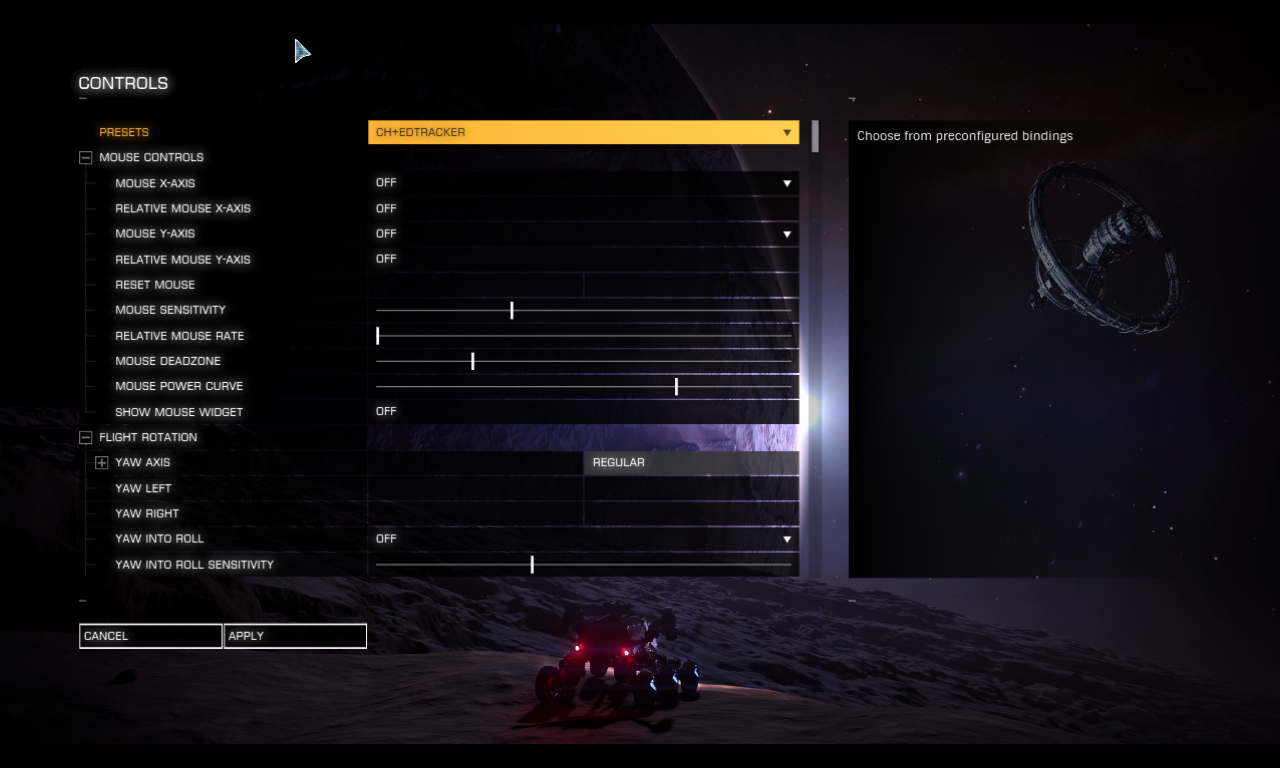 CONTROLS
PRESETS CH+EDTRACKER
Choose from preconfigured bindings
MOUSE CONTROLS
MOUSE X-AXIS OFF
RELATIVE MOUSE X-AXIS OFF
MOUSE Y-AXIS OFF
RELATIVE MOUSE Y-AXIS OFF
RESET MOUSE
MOUSE SENSITIVITY
RELATIVE MOUSE RATE
MOUSE DEADZONE
MOUSE POWER CURVE
SHOW MOUSE WIDGET OFF
FLIGHT ROTATION
YAW AXIS REGULAR
YAW LEFT
YAW RIGHT
YAW INTO ROLL OFF
YAW INTO ROLL SENSITIVITY
CANCEL APPLY